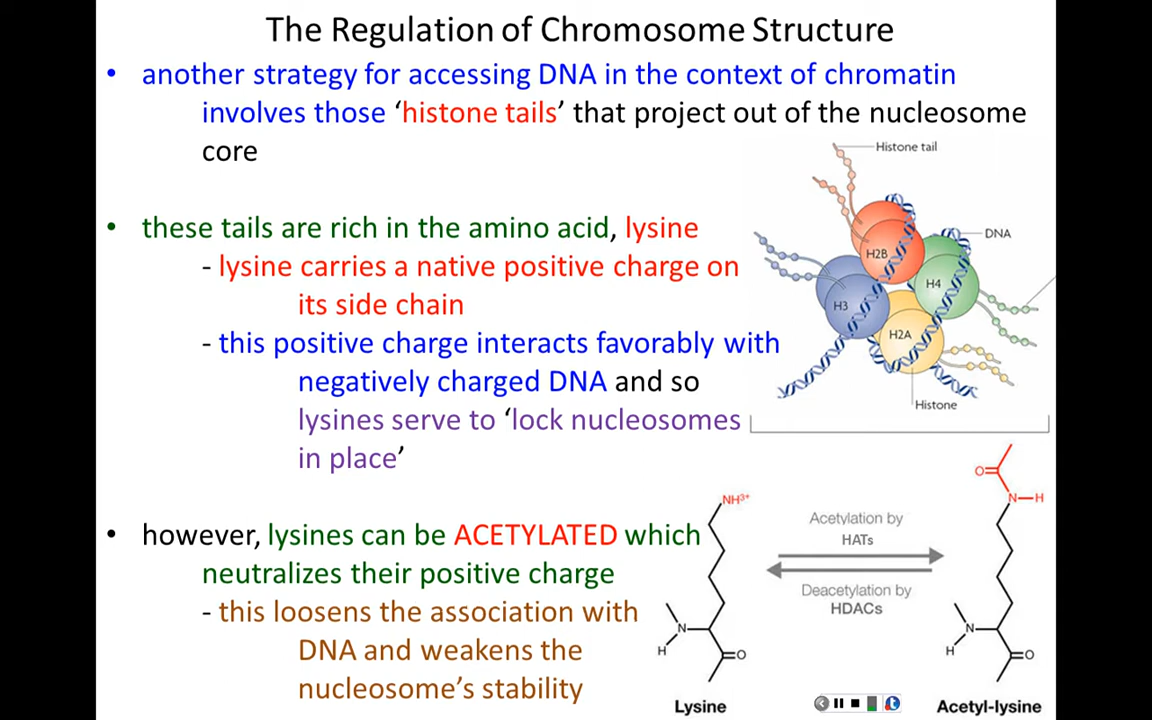 The Regulation of Chromosome Structure
• another strategy for accessing DNA in the context of chromatin
involves those ‘histone tails’ that project out of the nucleosome
core
• these tails are rich in the amino acid, lysine
- lysine carries a native positive charge on
its side chain
- this positive charge interacts favorably with
negatively charged DNA and so
lysines serve to ‘lock nucleosomes
in place’
• however, lysines can be ACETYLATED which
neutralizes their positive charge
- this loosens the association with
DNA and weakens the
nucleosome’s stability
Histone tail
DNA
H2B
H4
H3
H2A
Histone
NH³⁺
N
H
O
Lysine
Acetylation by
HATs
Deacetylation by
HDACs
O
N—H
N
H
O
Acetyl-lysine